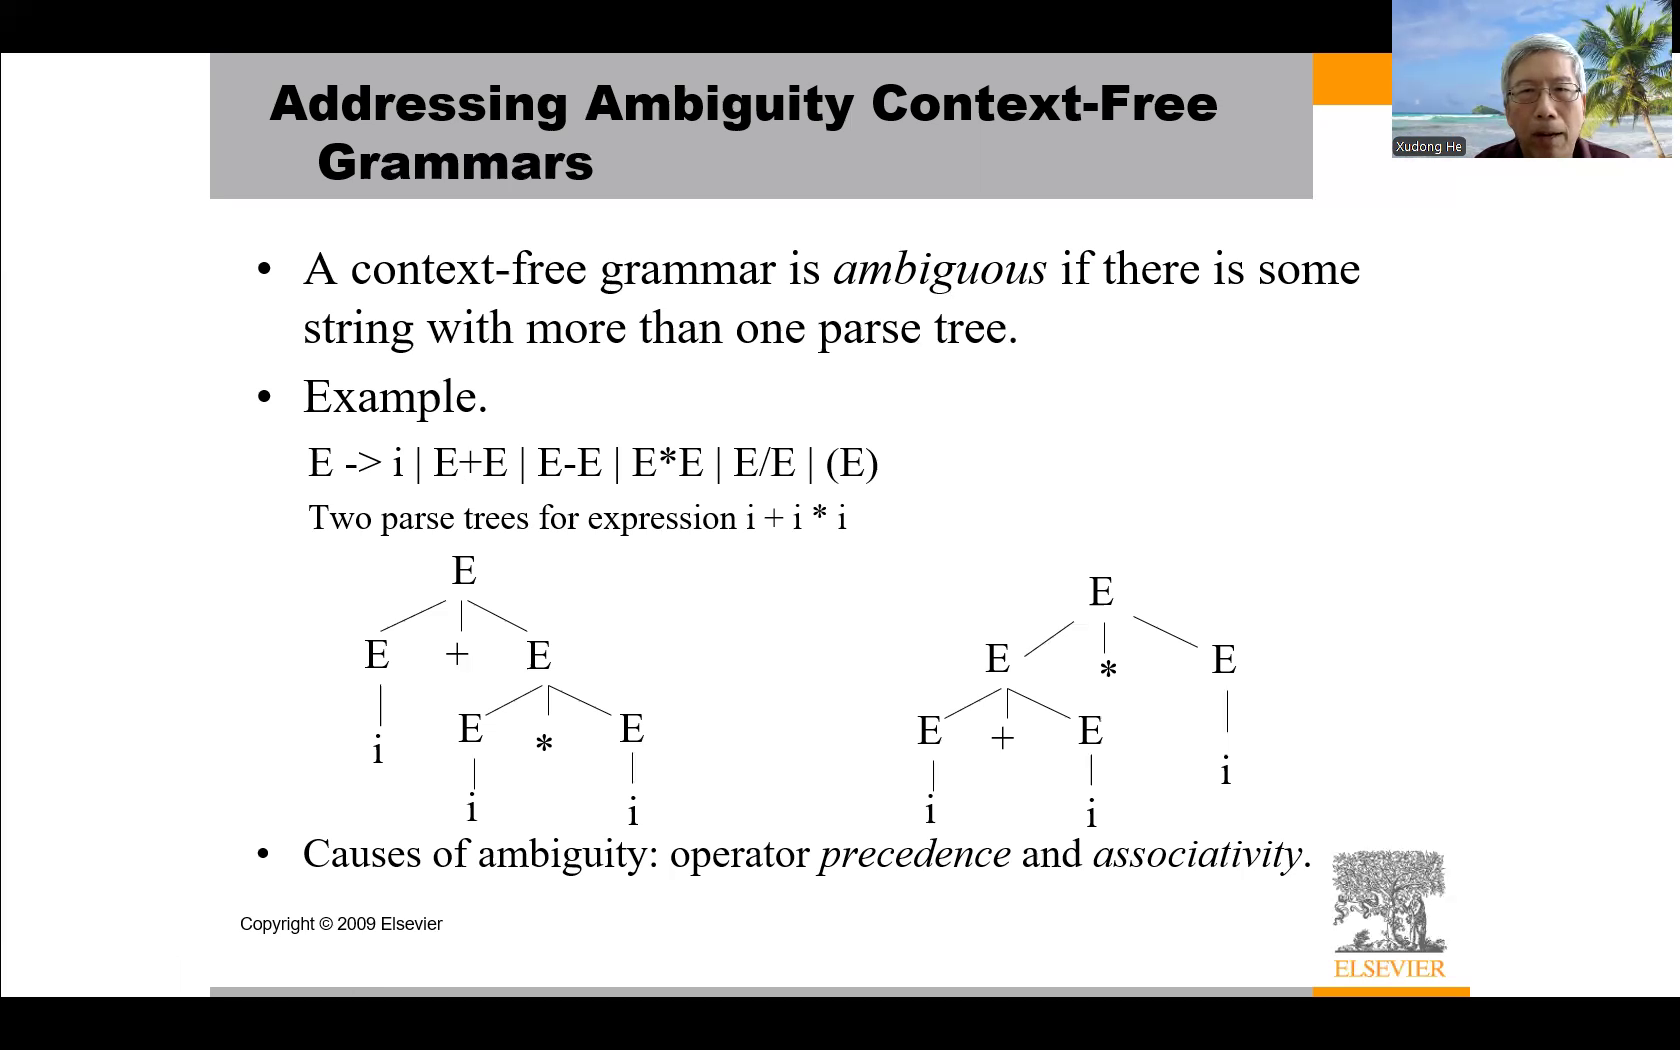 Addressing Ambiguity Context-Free
Grammars
Xudong He
• A context-free grammar is ambiguous if there is some
string with more than one parse tree.
• Example.
E -> i | E+E | E-E | E*E | E/E | (E)
Two parse trees for expression i + i * i
E
E + E
E * E
i
i i
E
E * E
E + E
i
i i
• Causes of ambiguity: operator precedence and associativity.
Copyright © 2009 Elsevier
ELSEVIER